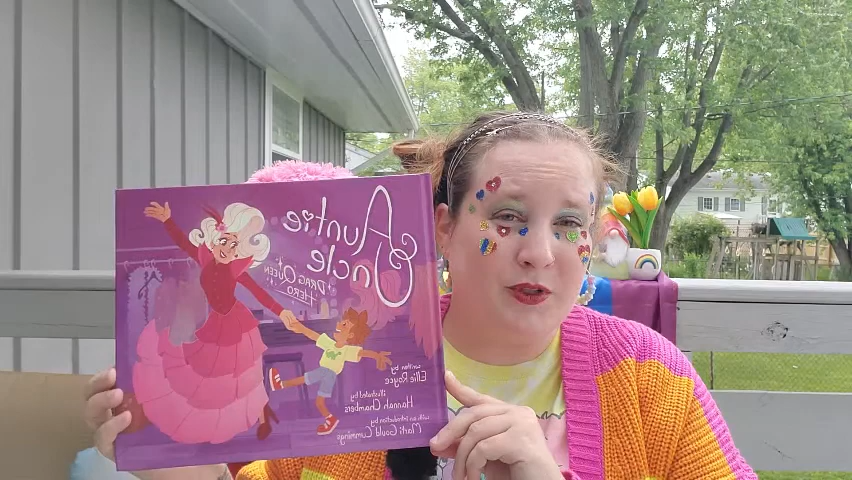 Auntie
Uncle
DRAG QUEEN
HERO
written by
Ellie Royce
illustrated by
Hannah Chambers
with an introduction by
Marti Gould Cummings